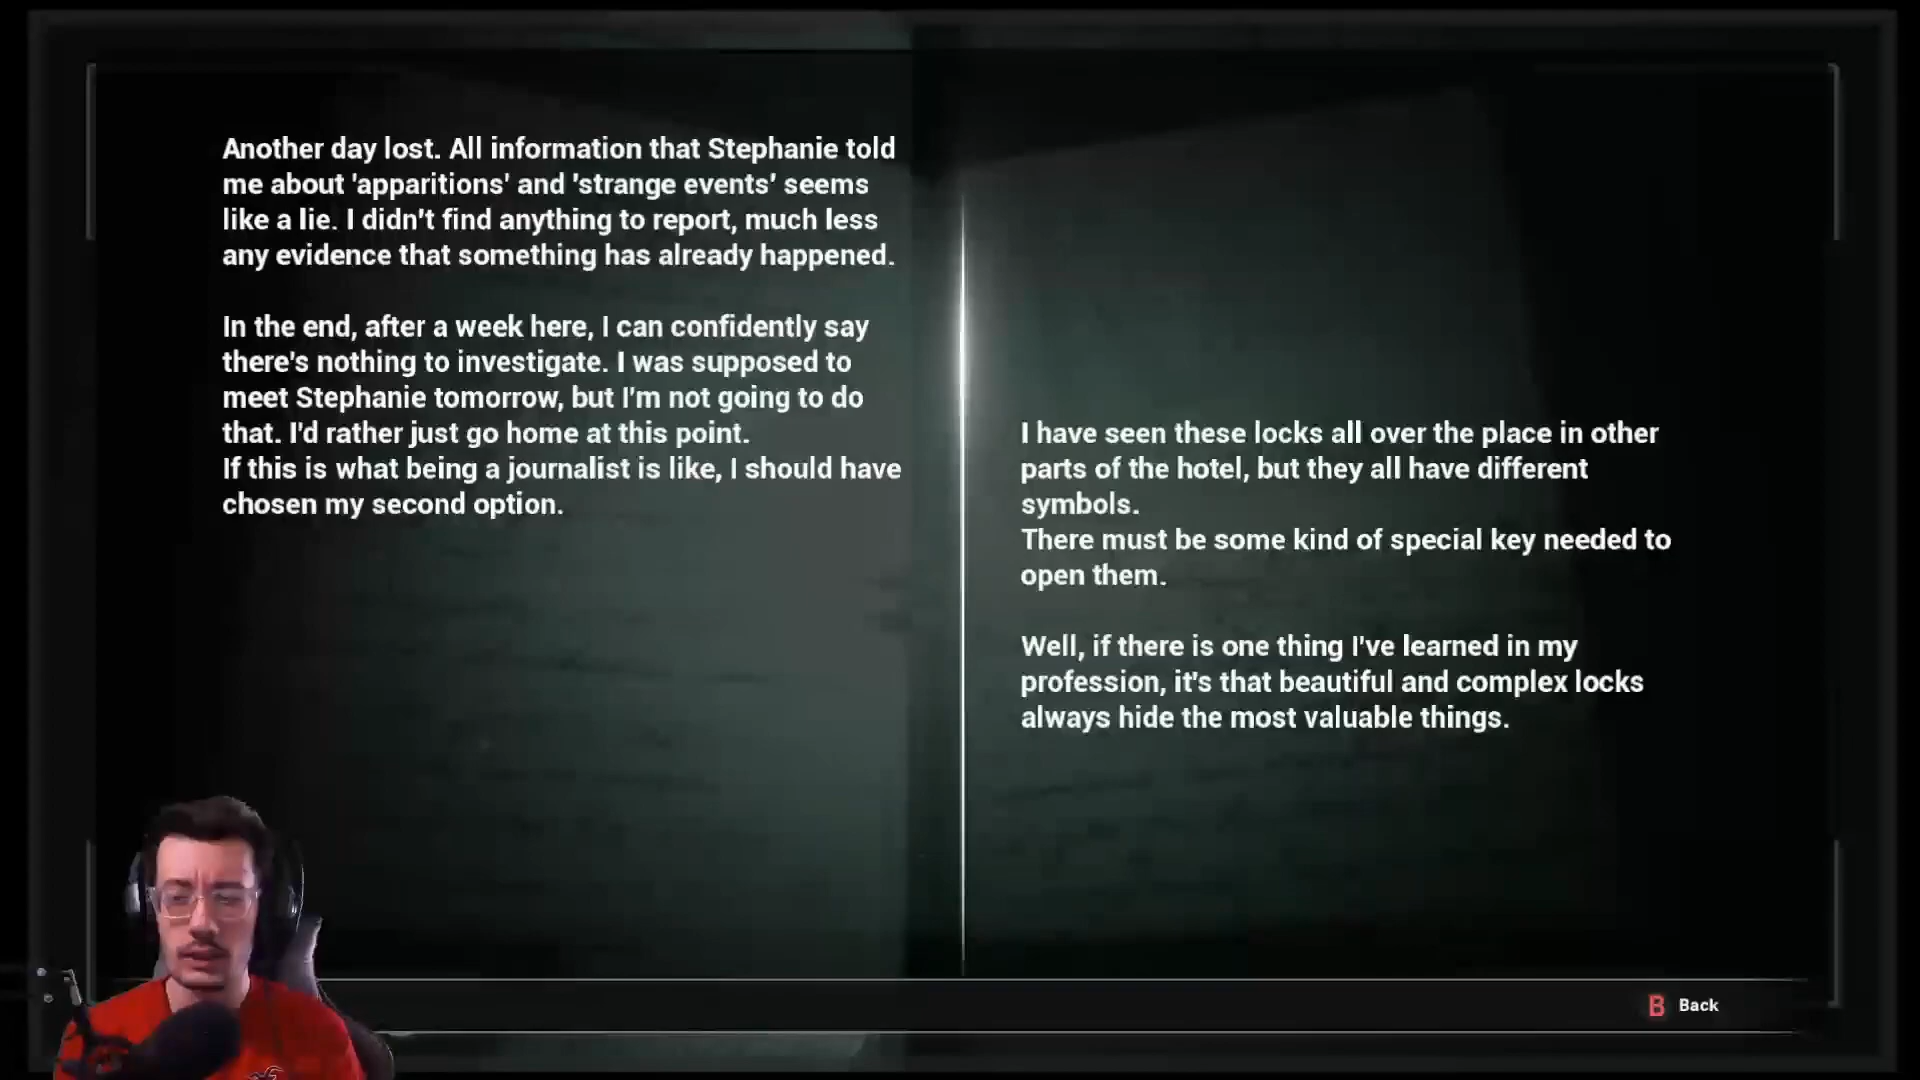 Another day lost. All information that Stephanie told
me about 'apparitions' and 'strange events' seems
like a lie. I didn't find anything to report, much less
any evidence that something has already happened.
In the end, after a week here, I can confidently say
there's nothing to investigate. I was supposed to
meet Stephanie tomorrow, but I'm not going to do
that. I'd rather just go home at this point.
If this is what being a journalist is like, I should have
chosen my second option.
I have seen these locks all over the place in other
parts of the hotel, but they all have different
symbols.
There must be some kind of special key needed to
open them.
Well, if there is one thing I've learned in my
profession, it's that beautiful and complex locks
always hide the most valuable things.
B Back